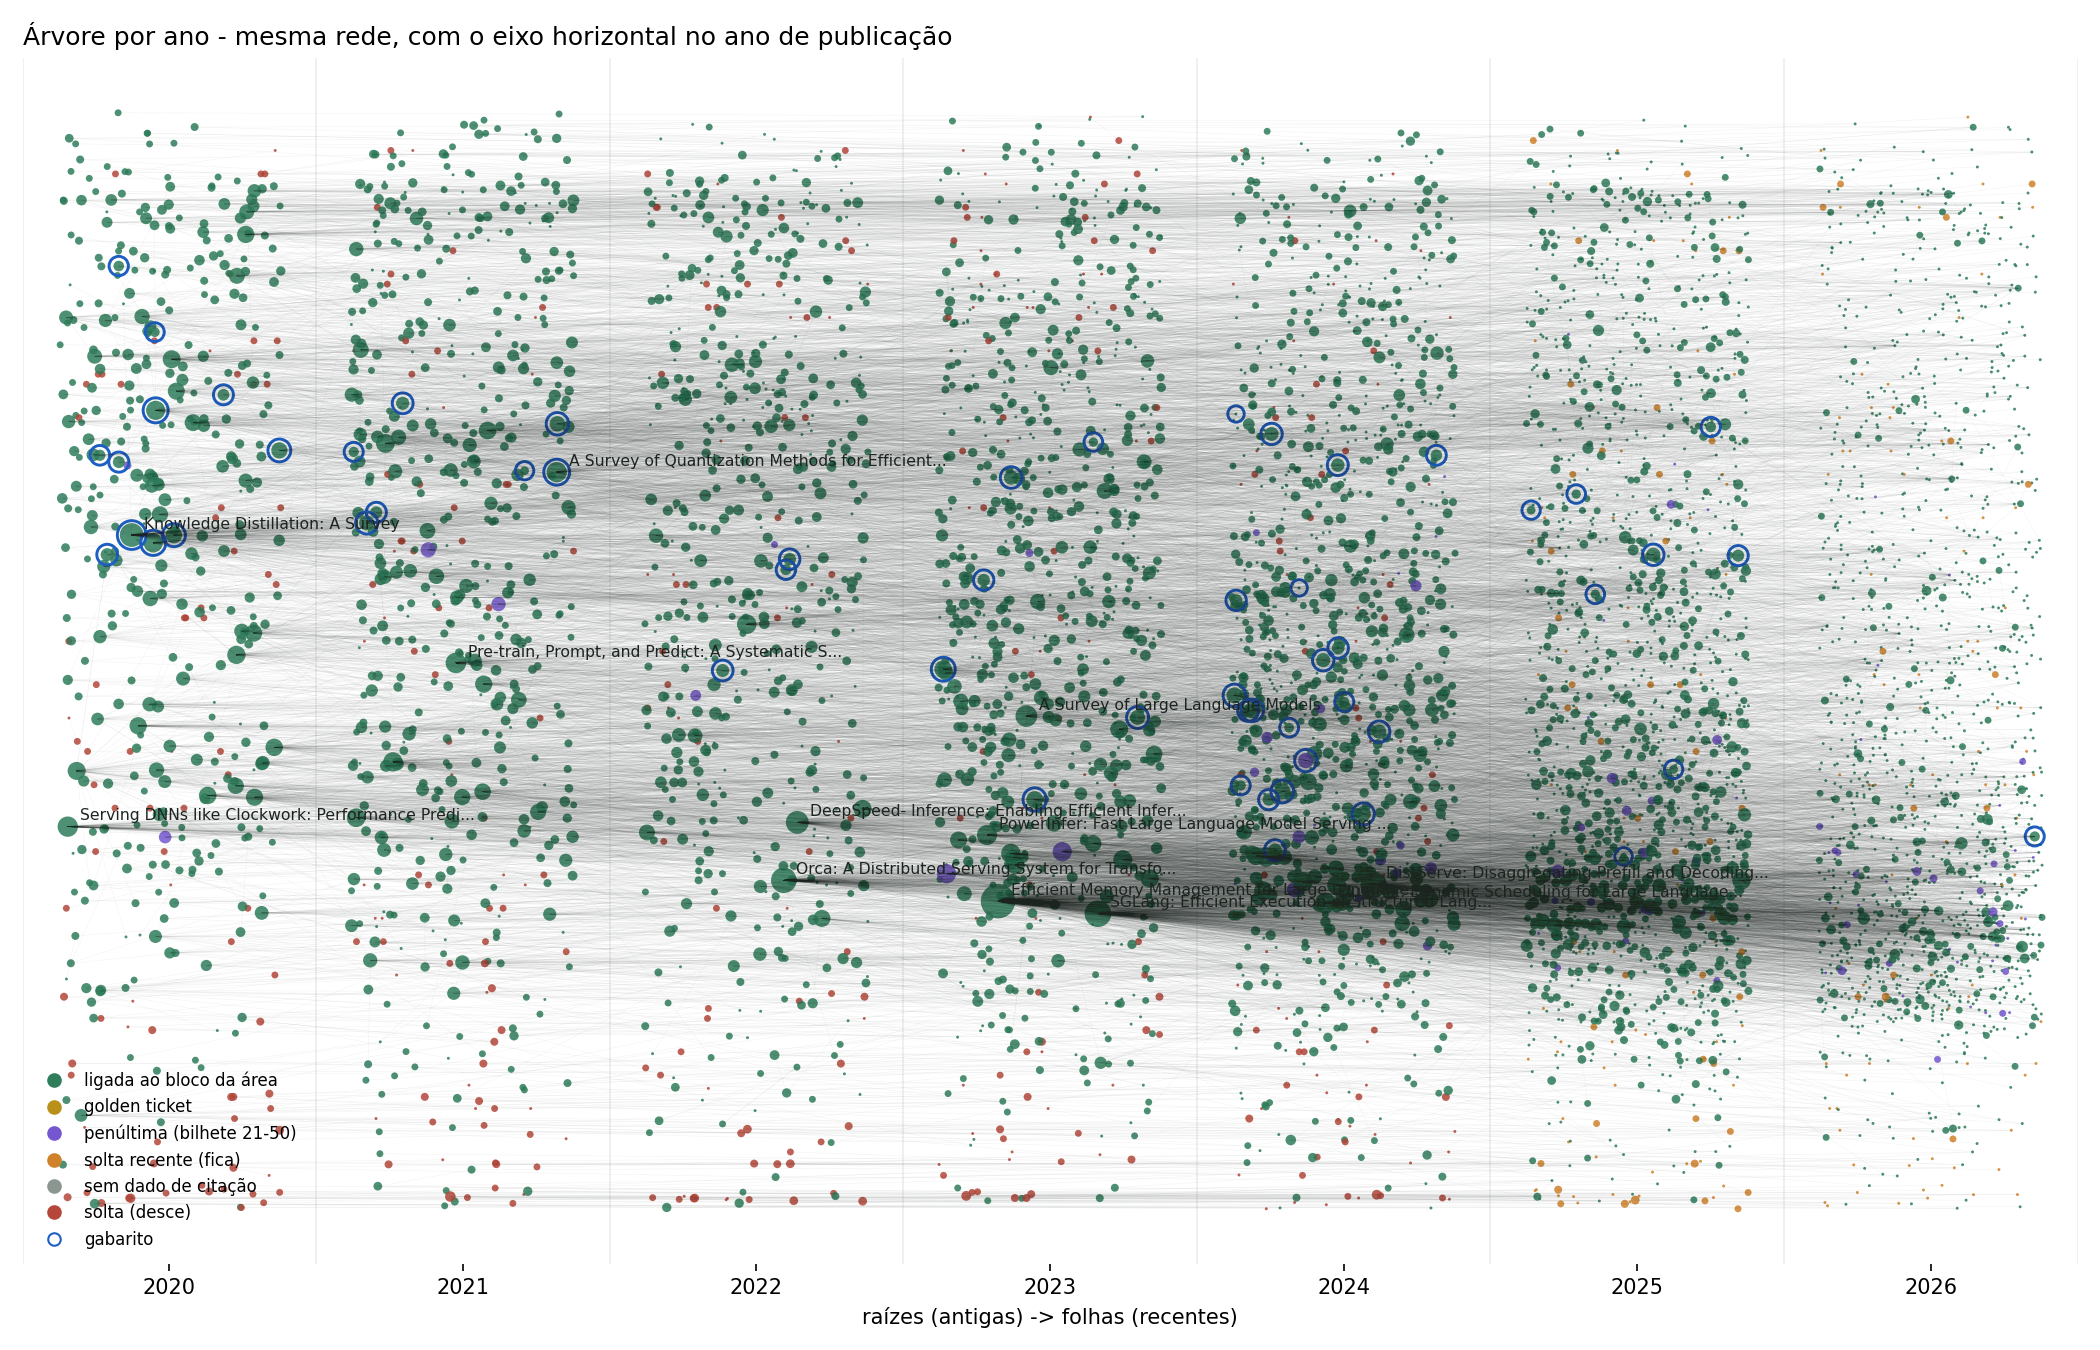 Árvore por ano - mesma rede, com o eixo horizontal no ano de publicação
A Survey of Quantization Methods for Efficient...
Knowledge Distillation: A Survey
Pre-train, Prompt, and Predict: A Systematic S...
A Survey of Large Language Models
Serving DNNs like Clockwork: Performance Predi...
DeepSpeed- Inference: Enabling Efficient Infer...
PowerInfer: Fast Large Language Model Serving ...
Orca: A Distributed Serving System for Transfo...
DistServe: Disaggregating Prefill and Decoding...
Efficient Memory Management for Large
Scheduling for Large Language
SGLang: Efficient Execution of Structured Lang...
ligada ao bloco da área
golden ticket
penúltima (bilhete 21-50)
solta recente (fica)
sem dado de citação
solta (desce)
gabarito
2020 2021 2022 2023 2024 2025 2026
raízes (antigas) -> folhas (recentes)